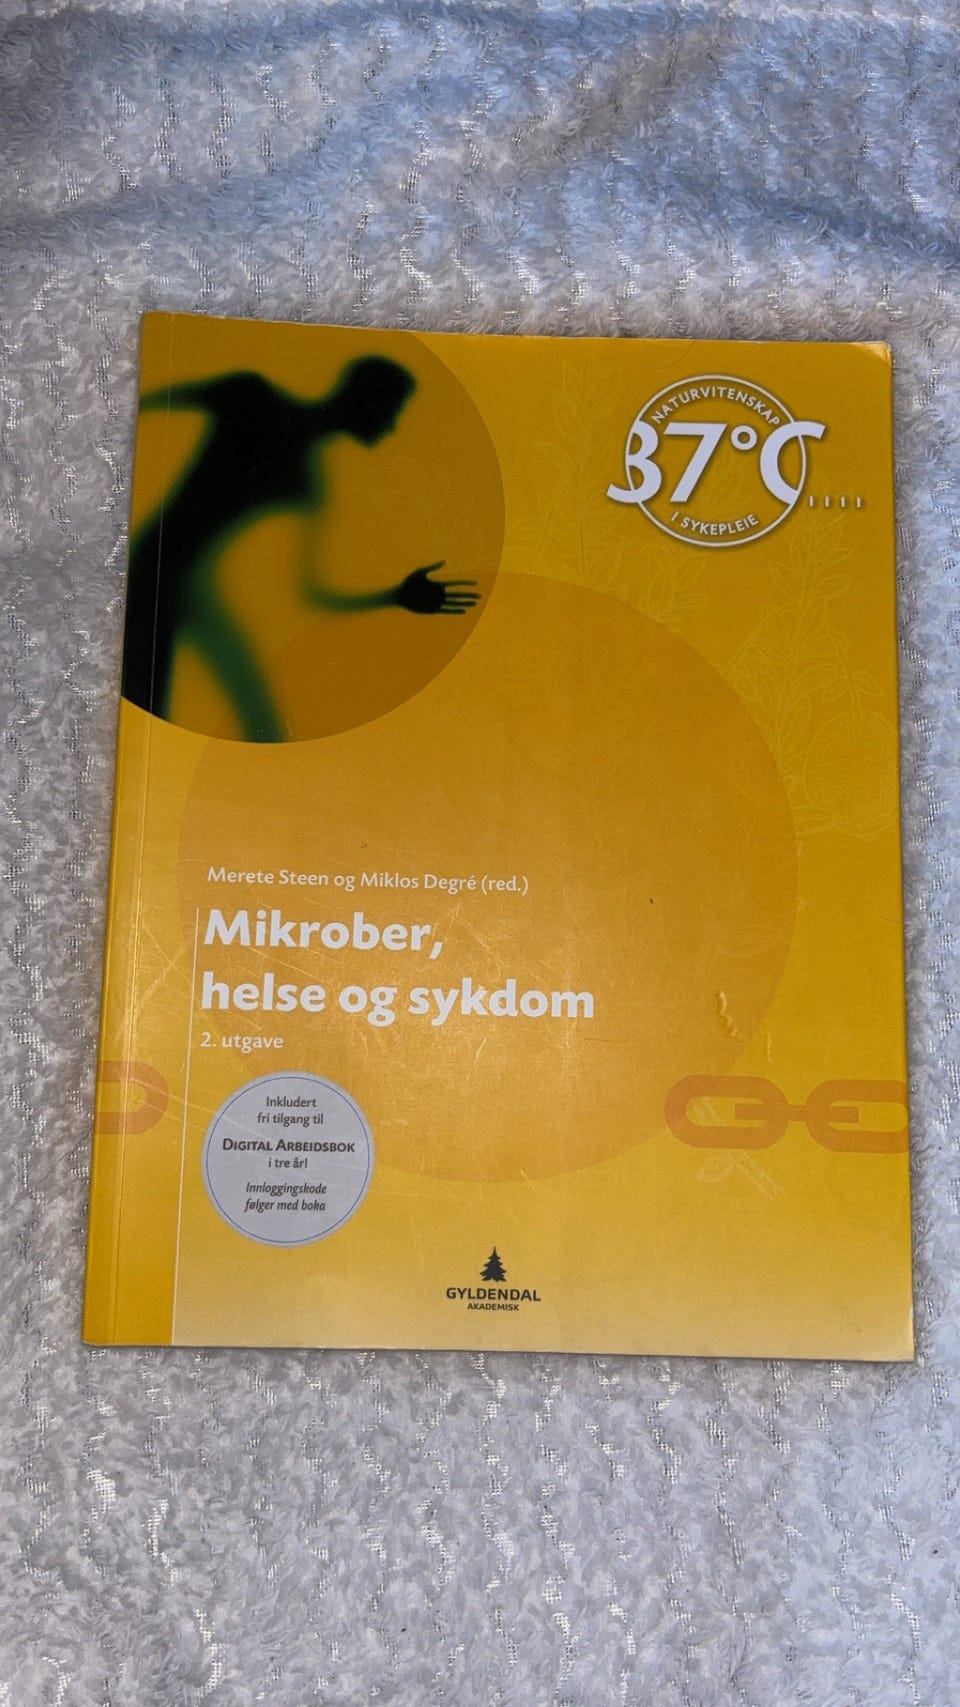 NATURVITENSKAP
37°C
I SYKEPLEIE
Merete Steen og Miklos Degré (red.)
Mikrober,
helse og sykdom
2. utgave
Inkludert
fri tilgang til
DIGITAL ARBEIDSBOK
i tre år!
Innloggingskode
følger med boka
GYLDENDAL
AKADEMISK